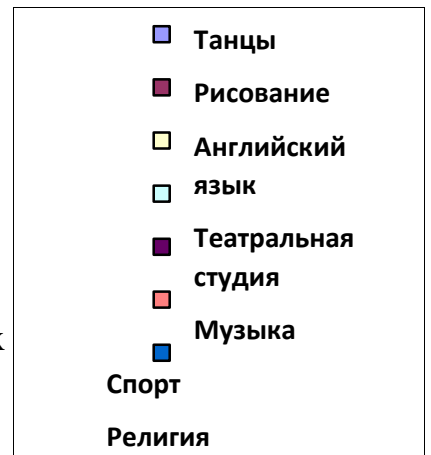 Танцы
Рисование
Английский
язык
Театральная
студия
Музыка
к
Спорт
Религия